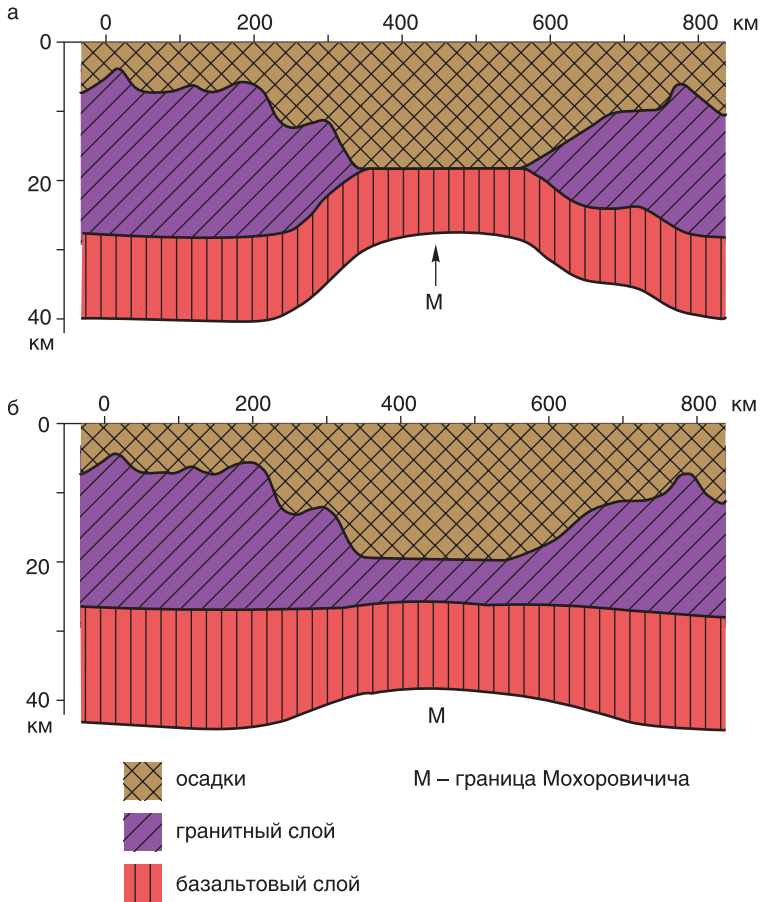 а
0 200 400 600 800 км
0
20
40
км
М
б
0 200 400 600 800 км
0
20
40
км
М
осадки
М – граница Мохоровичича
гранитный слой
базальтовый слой